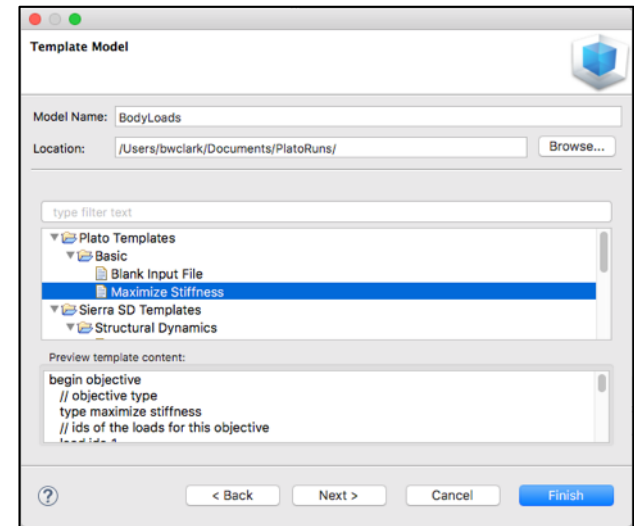 Template Model
Model Name: BodyLoads
Location: /Users/bwclark/Documents/PlatoRuns/ Browse...
type filter text
Plato Templates
Basic
Blank Input File
Maximize Stiffness
Sierra SD Templates
Structural Dynamics
Preview template content:
begin objective
// objective type
type maximize stiffness
// ids of the loads for this objective
? < Back Next > Cancel Finish